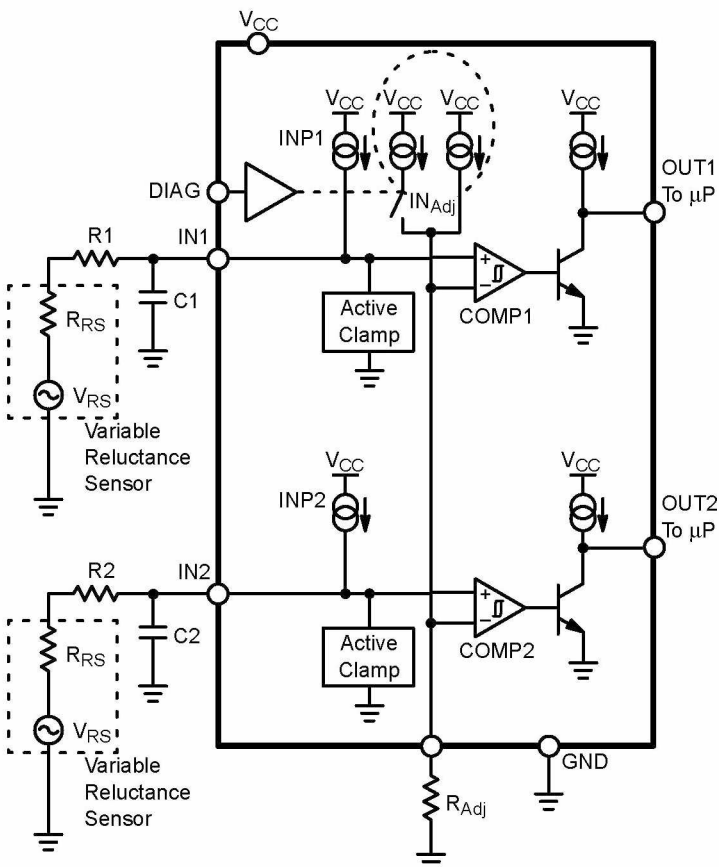 VCC
VCC
VCC
VCC
VCC
INP1
OUT1
To µP
DIAG
INAdj
R1
IN1
+
−
C1
Active
Clamp
COMP1
RRS
VRS
Variable
Reluctance
Sensor
VCC
VCC
INP2
OUT2
To µP
R2
IN2
+
−
C2
Active
Clamp
COMP2
RRS
VRS
Variable
Reluctance
Sensor
GND
RAdj